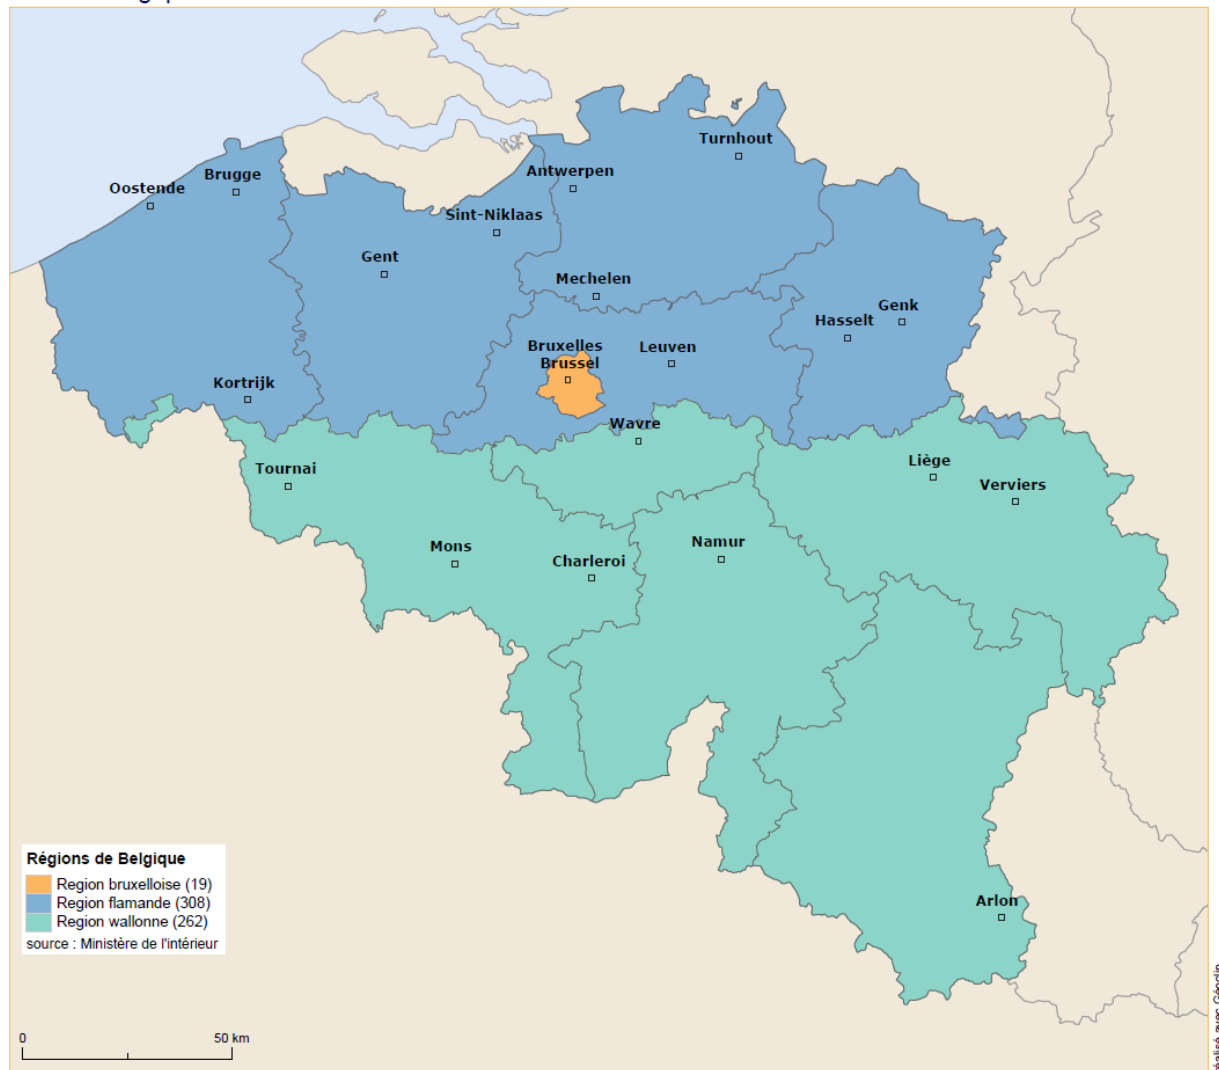 Turnhout
Antwerpen
Brugge
Oostende
Sint-Niklaas
Gent
Mechelen
Genk
Hasselt
Bruxelles
Brussel
Leuven
Kortrijk
Wavre
Liège
Tournai
Verviers
Namur
Mons
Charleroi
Arlon
Régions de Belgique
Region bruxelloise (19)
Region flamande (308)
Region wallonne (262)
source : Ministère de l'intérieur
0 50 km
avec